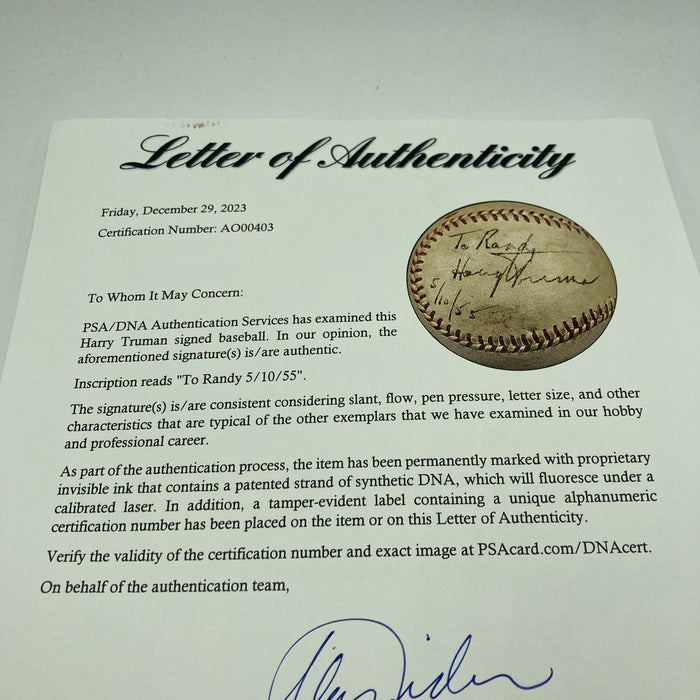 Letter of Authenticity
Friday, December 29, 2023
Certification Number: AO00403
To Randy
Harry Truman
5/10/55
To Whom It May Concern:
PSA/DNA Authentication Services has examined this
Harry Truman signed baseball. In our opinion, the
aforementioned signature(s) is/are authentic.
Inscription reads "To Randy 5/10/55".
The signature(s) is/are consistent considering slant, flow, pen pressure, letter size, and other
characteristics that are typical of the other exemplars that we have examined in our hobby
and professional career.
As part of the authentication process, the item has been permanently marked with proprietary
invisible ink that contains a patented strand of synthetic DNA, which will fluoresce under a
calibrated laser. In addition, a tamper-evident label containing a unique alphanumeric
certification number has been placed on the item or on this Letter of Authenticity.
Verify the validity of the certification number and exact image at PSAcard.com/DNAcert.
On behalf of the authentication team,